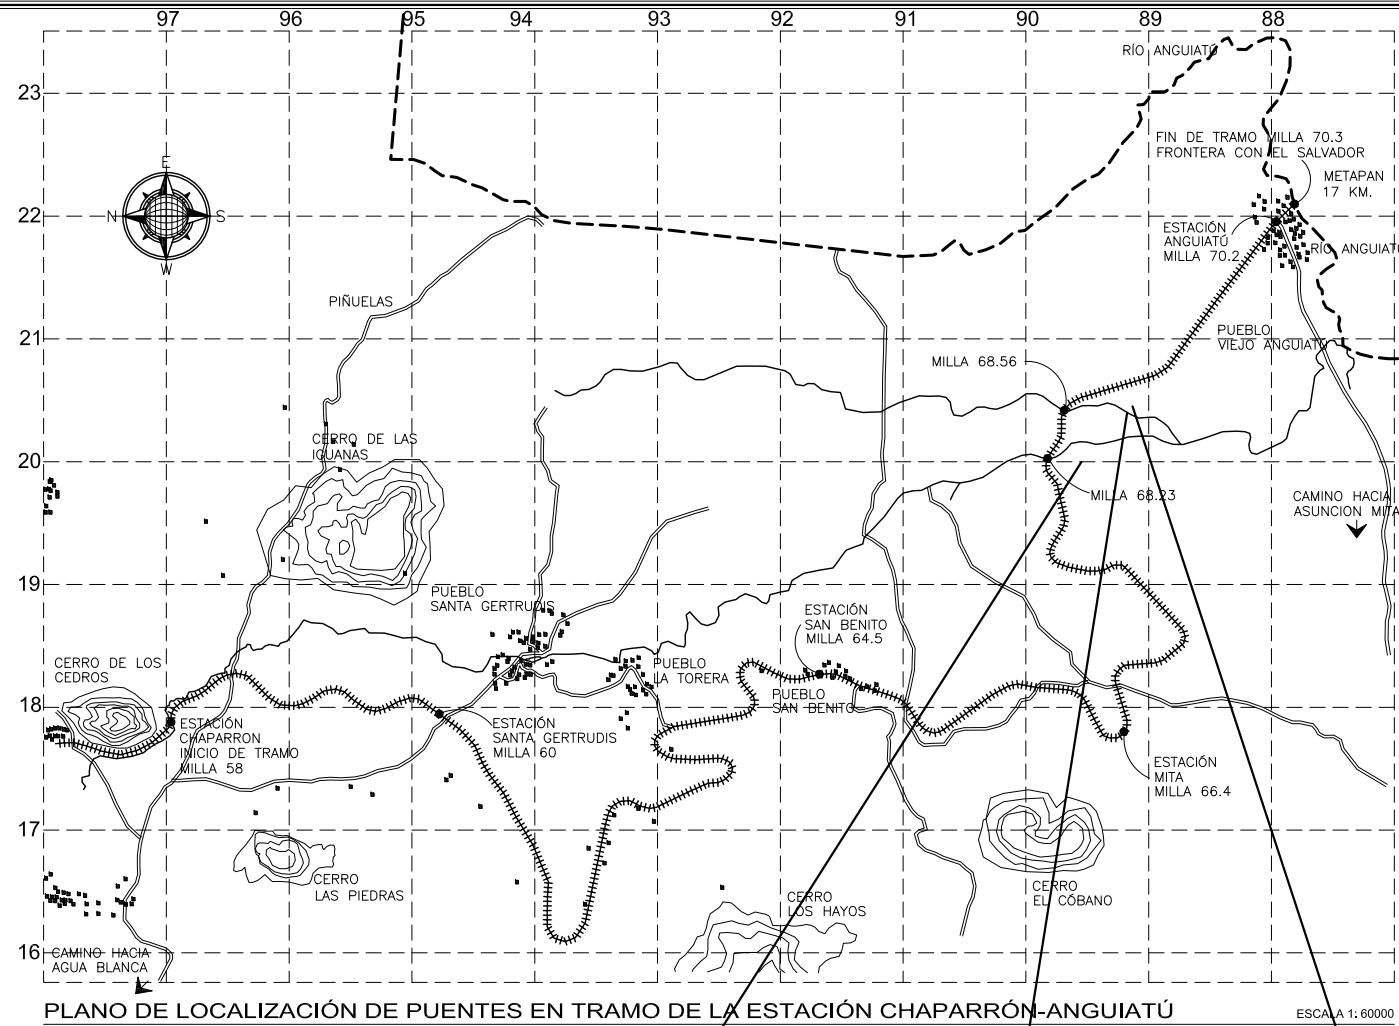 97 96 95 94 93 92 91 90 89 88
RÍO ANGUIATÚ
23
FIN DE TRAMO MILLA 70.3
FRONTERA CON EL SALVADOR
E
METAPAN
17 KM.
22
N
S
W
ESTACIÓN
ANGUIATÚ
MILLA 70.2
RÍO ANGUIATÚ
PIÑUELAS
21
PUEBLO
VIEJO ANGUIATÚ
MILLA 68.56
CERRO DE LAS
IGUANAS
20
MILLA 68.23
CAMINO HACIA
ASUNCION MITA
19
PUEBLO
SANTA GERTRUDIS
ESTACIÓN
SAN BENITO
MILLA 64.5
CERRO DE LOS
CEDROS
PUEBLO
LA TORERA
18
PUEBLO
SAN BENITO
ESTACIÓN
CHAPARRON
INICIO DE TRAMO
MILLA 58
ESTACIÓN
SANTA GERTRUDIS
MILLA 60
ESTACIÓN
MITA
MILLA 66.4
17
CERRO
LAS PIEDRAS
CERRO
LOS HAYOS
CERRO
EL CÓBANO
16
CAMINO HACIA
AGUA BLANCA
PLANO DE LOCALIZACIÓN DE PUENTES EN TRAMO DE LA ESTACIÓN CHAPARRÓN-ANGUIATÚ
ESCALA 1:60000